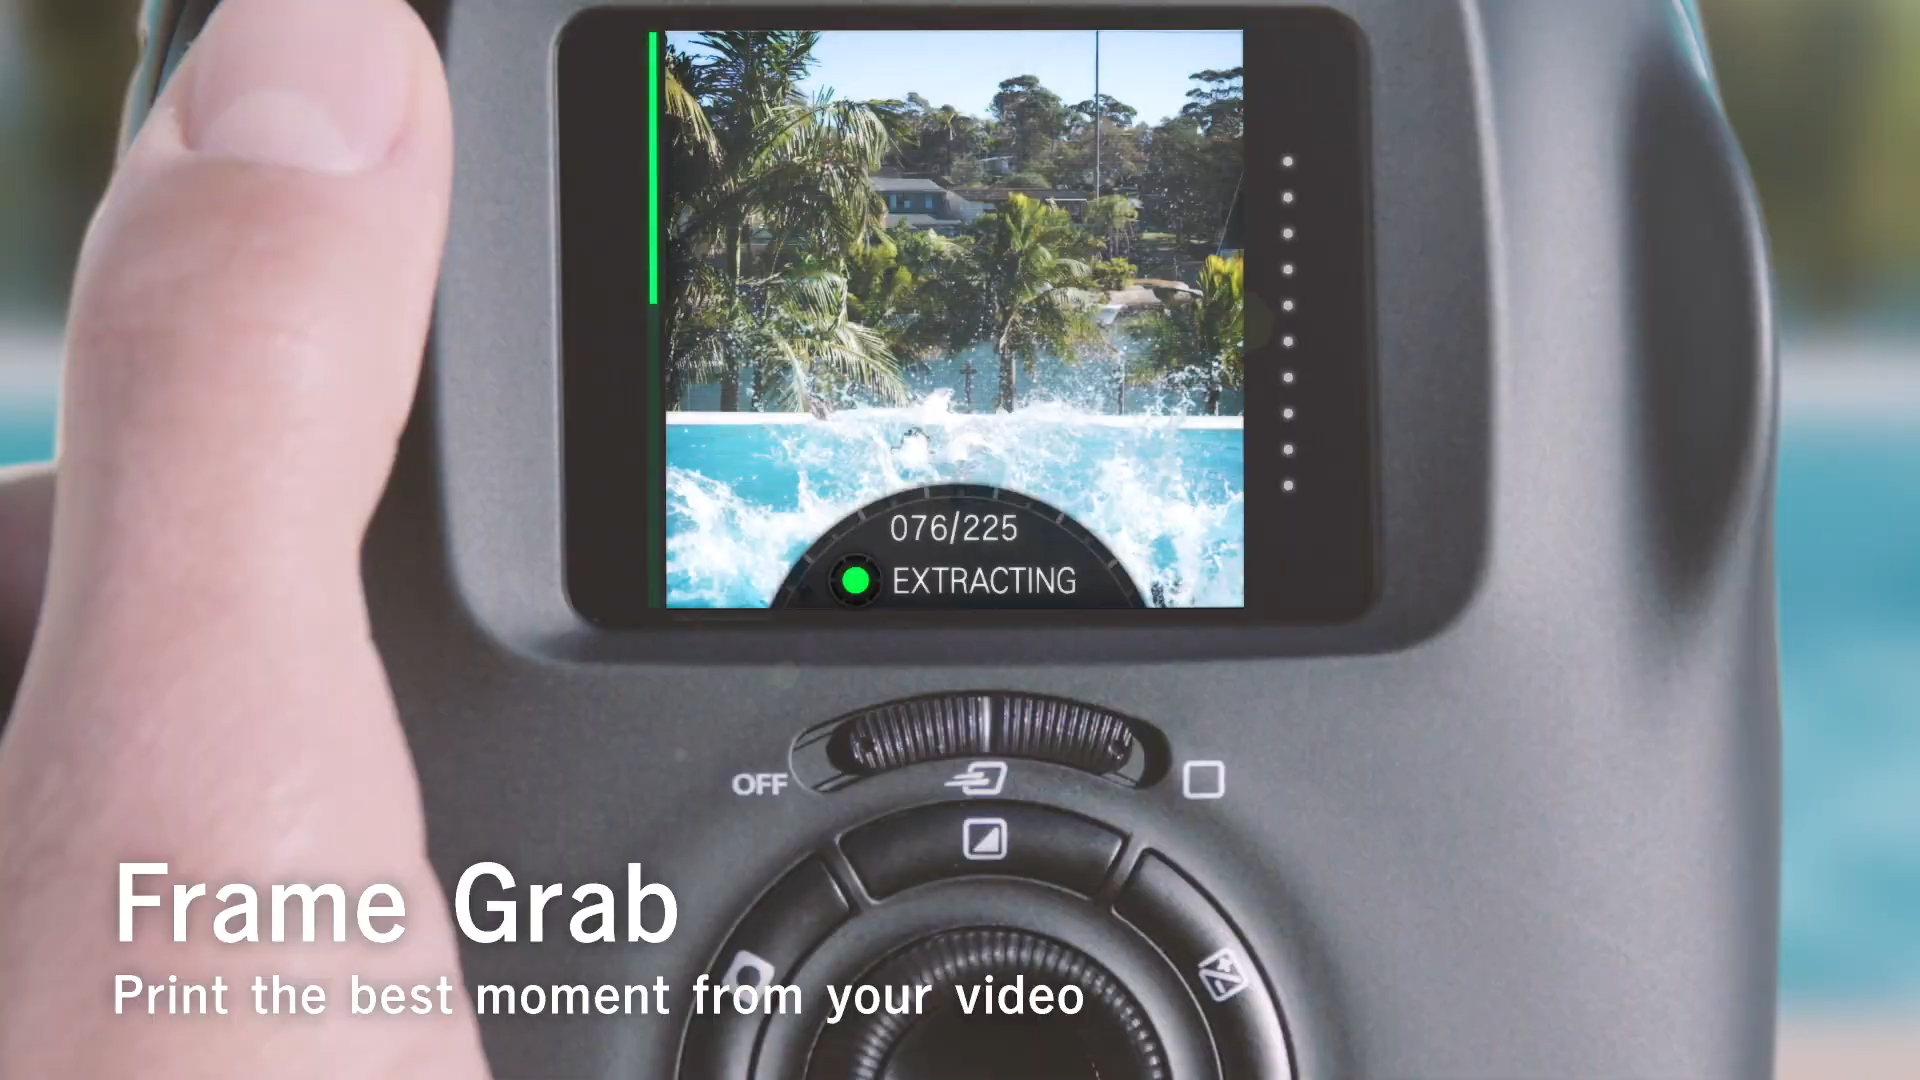 076/225
EXTRACTING
OFF
Frame Grab
Print the best moment from your video